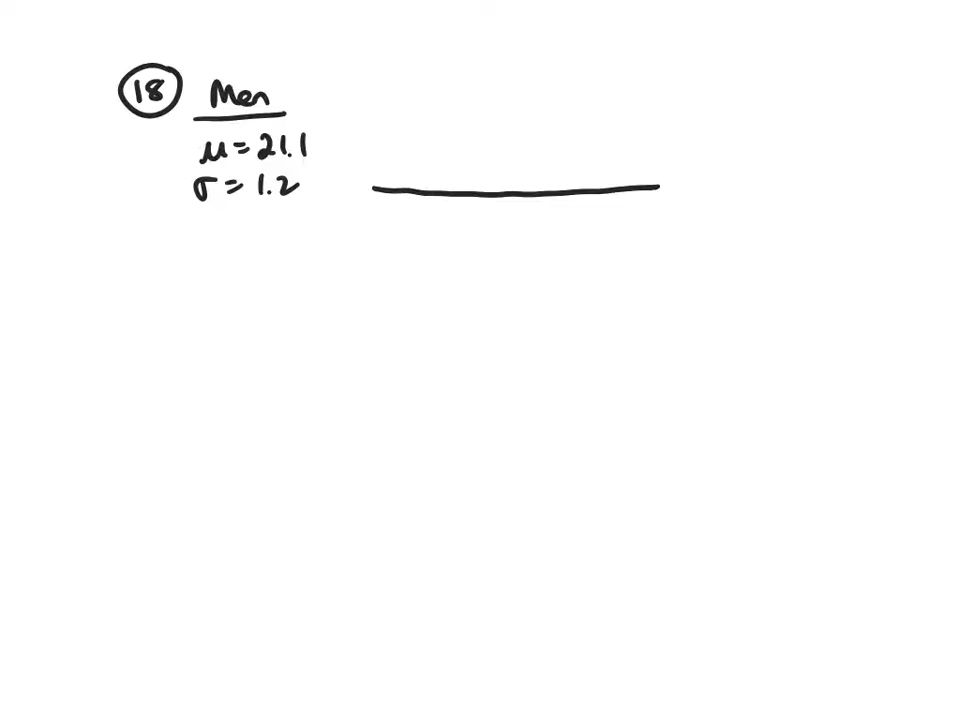 18 Men
μ = 21.1
σ = 1.2